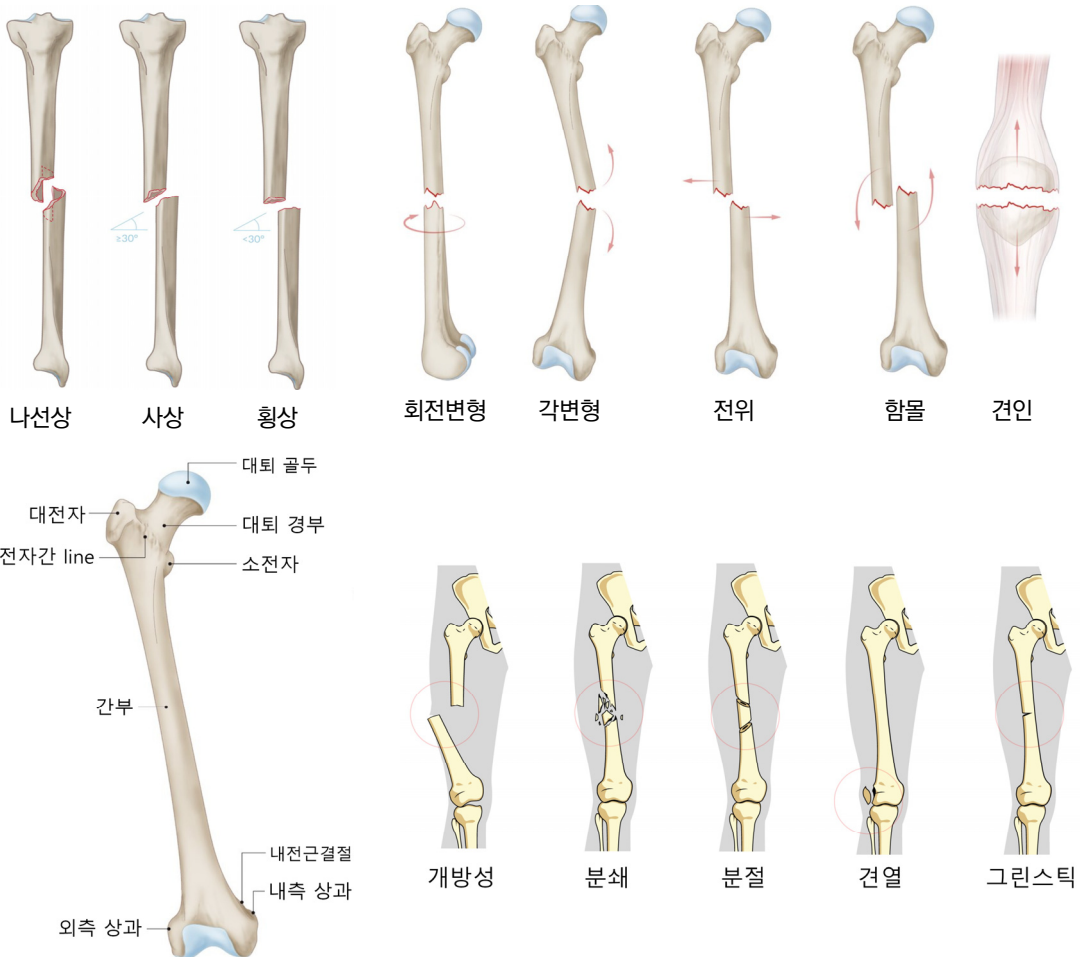 ≥30°
<30°
나선상
사상
횡상
회전변형
각변형
전위
함몰
견인
대퇴 골두
대전자
대퇴 경부
전자간 line
소전자
간부
내전근결절
내측 상과
외측 상과
개방성
분쇄
분절
견열
그린스틱